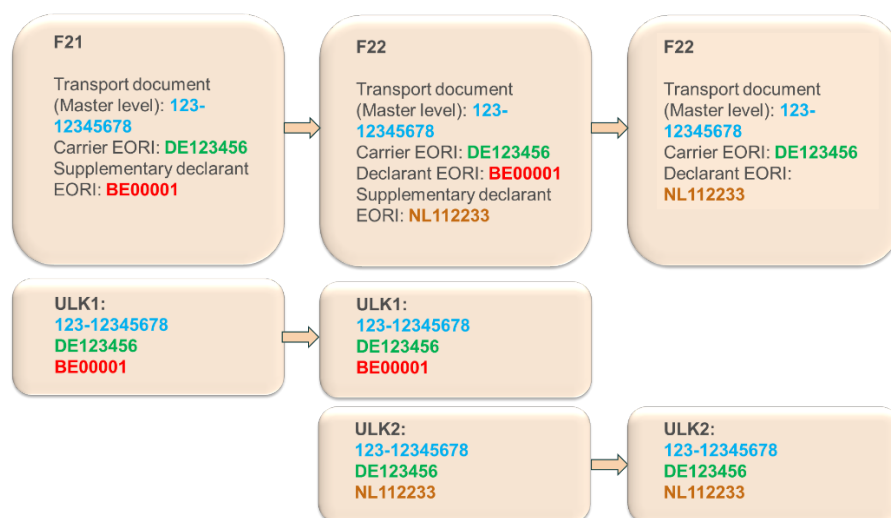 F21
Transport document
(Master level): 123-
12345678
Carrier EORI: DE123456
Supplementary declarant
EORI: BE00001
F22
Transport document
(Master level): 123-
12345678
Carrier EORI: DE123456
Declarant EORI: BE00001
Supplementary declarant
EORI: NL112233
F22
Transport document
(Master level): 123-
12345678
Carrier EORI: DE123456
Declarant EORI:
NL112233
ULK1:
123-12345678
DE123456
BE00001
ULK1:
123-12345678
DE123456
BE00001
ULK2:
123-12345678
DE123456
NL112233
ULK2:
123-12345678
DE123456
NL112233